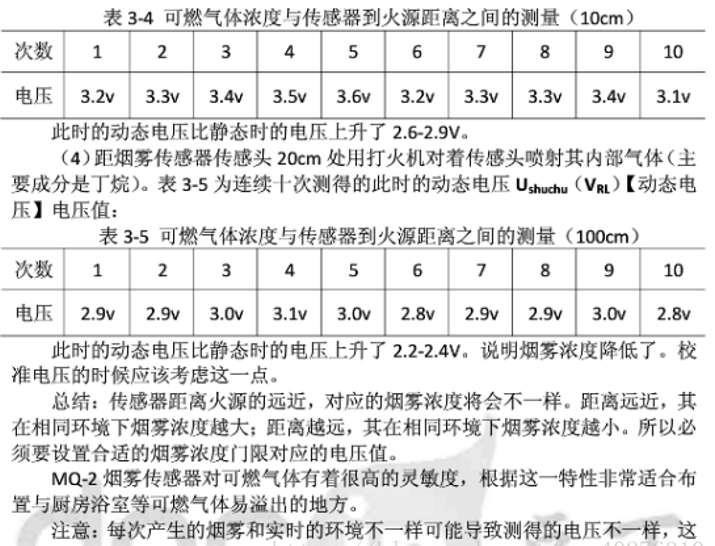 表 3-4 可燃气体浓度与传感器到火源距离之间的测量（10cm）
次数 1 2 3 4 5 6 7 8 9 10
电压 3.2v 3.3v 3.4v 3.5v 3.6v 3.2v 3.3v 3.3v 3.4v 3.1v
此时的动态电压比静态时的电压上升了 2.6-2.9V。
（4）距烟雾传感器传感头 20cm 处用打火机对着传感头喷射其内部气体（主
要成分是丁烷）。表 3-5 为连续十次测得的此时的动态电压 Ushuchu（VRL）【动态电
压】电压值：
表 3-5 可燃气体浓度与传感器到火源距离之间的测量（100cm）
次数 1 2 3 4 5 6 7 8 9 10
电压 2.9v 2.9v 3.0v 3.1v 3.0v 2.8v 2.9v 2.9v 3.0v 2.8v
此时的动态电压比静态时的电压上升了 2.2-2.4V。说明烟雾浓度降低了。校
准电压的时候应该考虑这一点。
总结：传感器距离火源的远近，对应的烟雾浓度将会不一样。距离远近，其
在相同环境下烟雾浓度越大；距离越远，其在相同环境下烟雾浓度越小。所以必
须要设置合适的烟雾浓度门限对应的电压值。
MQ-2 烟雾传感器对可燃气体有着很高的灵敏度，根据这一特性非常适合布
置与厨房浴室等可燃气体易溢出的地方。
注意：每次产生的烟雾和实时的环境不一样可能导致测得的电压不一样，这